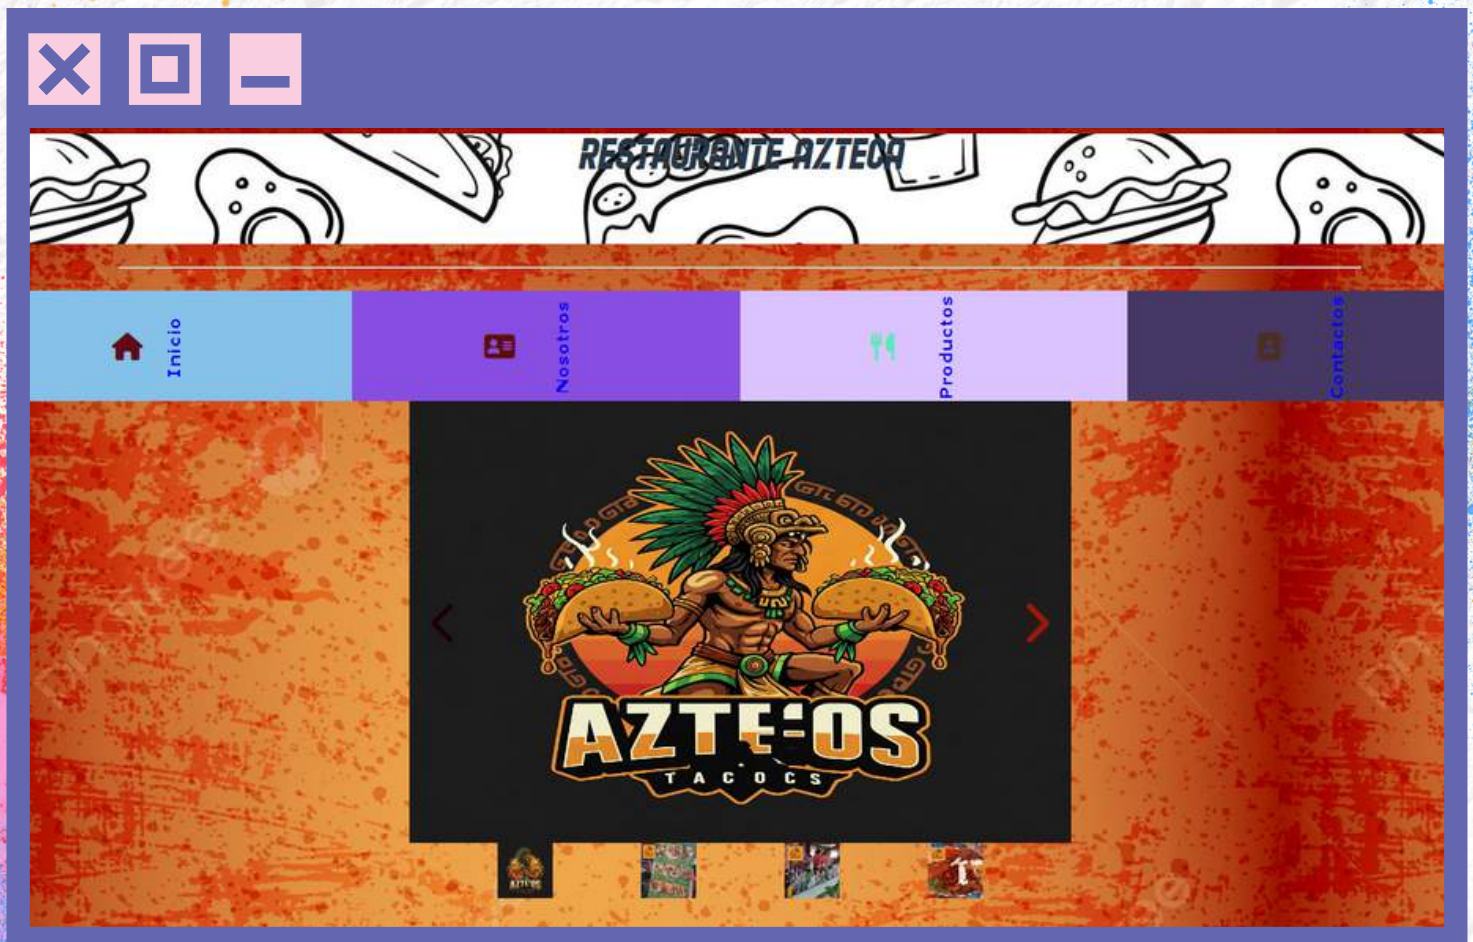 RESTAURANTE AZTECA
Inicio
Nosotros
Productos
Contactos
AZTE-OS
TACOCS